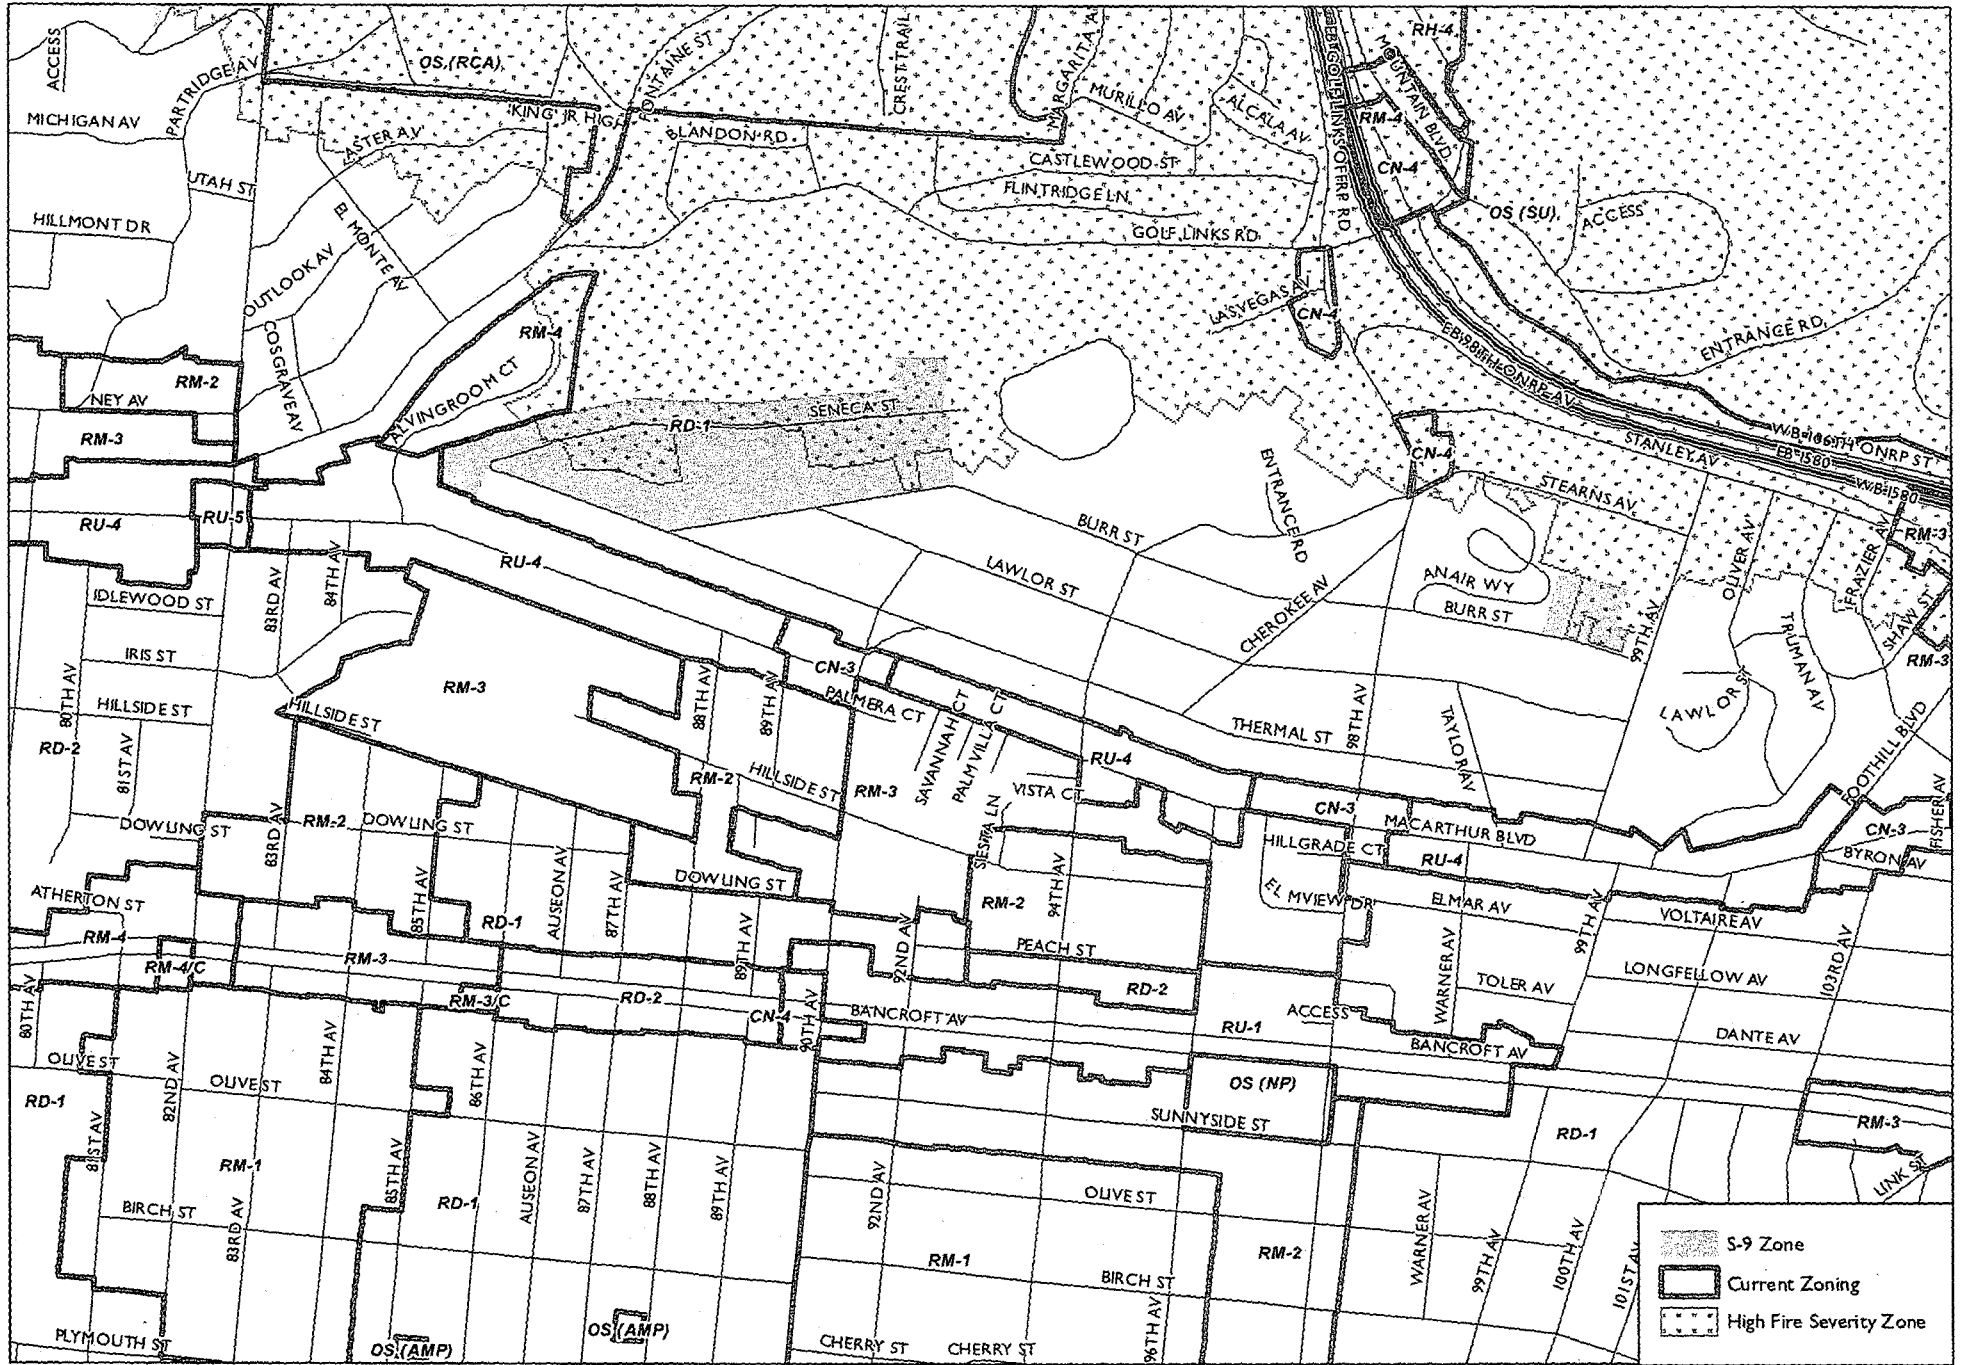 ACCESS
PARTRIDGE AV
MICHIGAN AV
UTAH ST
HILLMONT DR
OS (RCA)
FONTAINE ST
CREST TRAIL
MARGARITA A
KING JR HIG
ASTER AV
BLANDON RD
MURILLO AV
ALCALA AV
CASTLEWOOD ST
FLINTRIDGE LN
GOLF LINKS RD
EB GOLF LINKS OFFRP RD
RH-4
MOUNTAIN BLVD
RM-4
CN-4
OS (SU)
ACCESS
ENTRANCE RD
EL MONTE AV
OUTLOOK AV
COSGRAVE AV
RM-4
ALVINGROOM CT
LAS VEGAS AV
CN-4
EB 98TH ONRP AV
RM-2
NEY AV
RM-3
SENECA ST
RD-1
CN-4
ENTRANCE RD
STANLEY AV
STEARNS AV
WB 106TH ONRP ST
EB I580
WB I580
RM-3
RU-4
RU-5
RU-4
BURR ST
LAWLOR ST
CHEROKEE AV
ANAIR WY
BURR ST
OLIVER AV
99TH AV
FRAZIER AV
SHAW ST
RM-3
TRUMAN AV
LAWLOR ST
FOOTHILL BLVD
IDLEWOOD ST
83RD AV
84TH AV
IRIS ST
80TH AV
HILLSIDE ST
RD-2
81ST AV
HILLSIDE ST
RM-3
88TH AV
89TH AV
CN-3
PALMERA CT
SAVANNAH CT
PALM VILLA CT
RU-4
THERMAL ST
98TH AV
TAYLOR AV
RM-2
HILLSIDE ST
RM-3
VISTA CT
SIESTA LN
CN-3
MACARTHUR BLVD
HILLGRADE CT
RU-4
CN-3
FISHER AV
BYRON AV
DOWLING ST
83RD AV
RM-2
DOWLING ST
DOWLING ST
ATHERTON ST
RM-4
RM-4/C
85TH AV
RD-1
AUSEON AV
87TH AV
RM-3
RM-3/C
RD-2
89TH AV
CN-4
90TH AV
92ND AV
RM-2
94TH AV
PEACH ST
RD-2
EL MVIEW DR
ELMAR AV
99TH AV
VOLTAIRE AV
WARNER AV
TOLER AV
LONGFELLOW AV
103RD AV
DANTE AV
ACCESS
BANCROFT AV
RU-1
BANCROFT AV
80TH AV
OLIVE ST
RD-1
81ST AV
82ND AV
OLIVE ST
84TH AV
86TH AV
OS (NP)
SUNNYSIDE ST
RD-1
RM-3
LINK ST
RM-1
85TH AV
RD-1
AUSEON AV
87TH AV
88TH AV
89TH AV
92ND AV
OLIVE ST
BIRCH ST
83RD AV
RM-1
BIRCH ST
RM-2
WARNER AV
99TH AV
100TH AV
101ST AV
96TH AV
PLYMOUTH ST
OS (AMP)
OS (AMP)
CHERRY ST
CHERRY ST
S-9 Zone
Current Zoning
High Fire Severity Zone